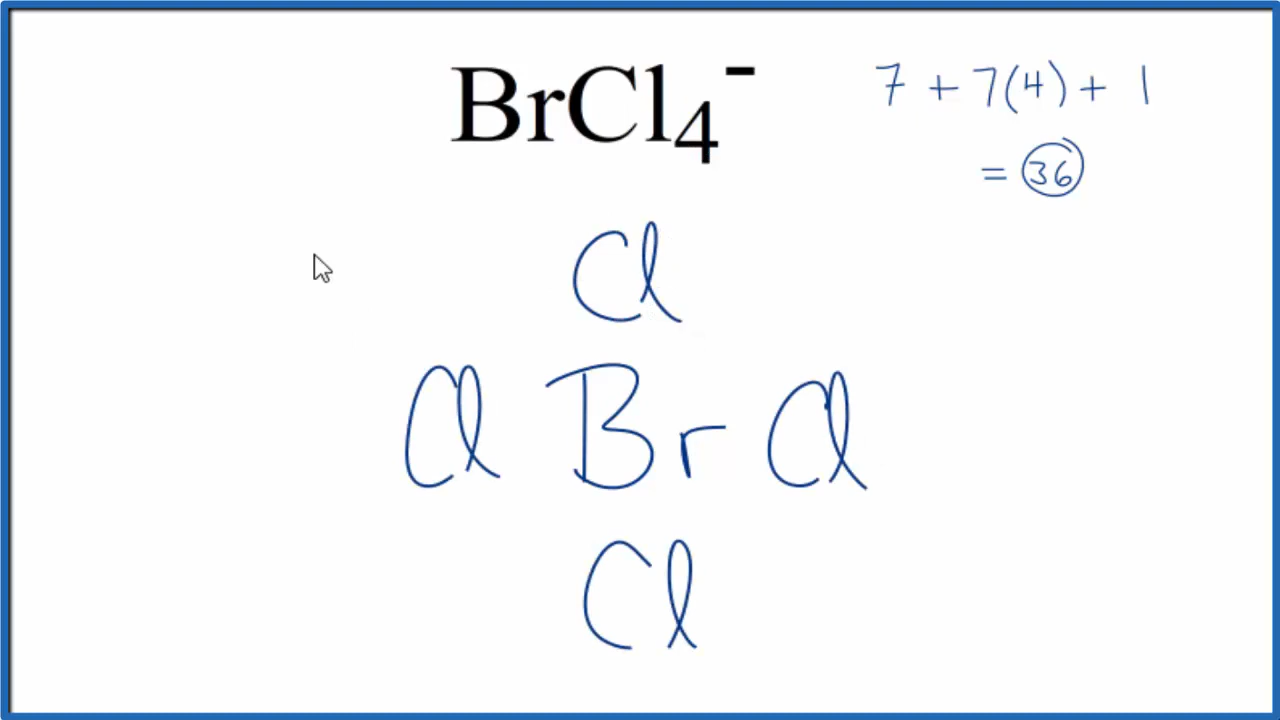 BrCl₄⁻
7 + 7(4) + 1
= 36
Cl
Cl Br Cl
Cl